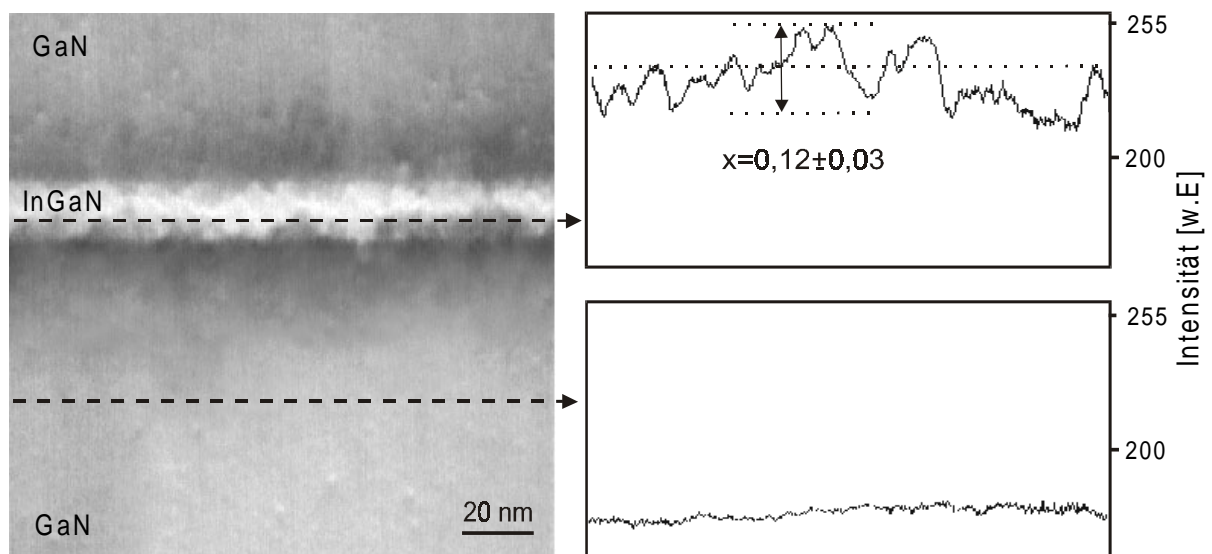 GaN
InGaN
GaN
20 nm
255
x=0,12±0,03
200
255
200
Intensität [w.E]